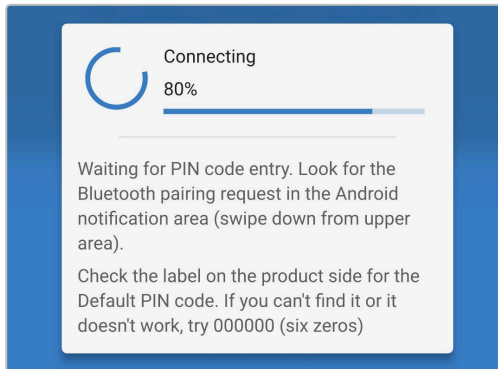 Connecting
80%
Waiting for PIN code entry. Look for the
Bluetooth pairing request in the Android
notification area (swipe down from upper
area).
Check the label on the product side for the
Default PIN code. If you can't find it or it
doesn't work, try 000000 (six zeros)